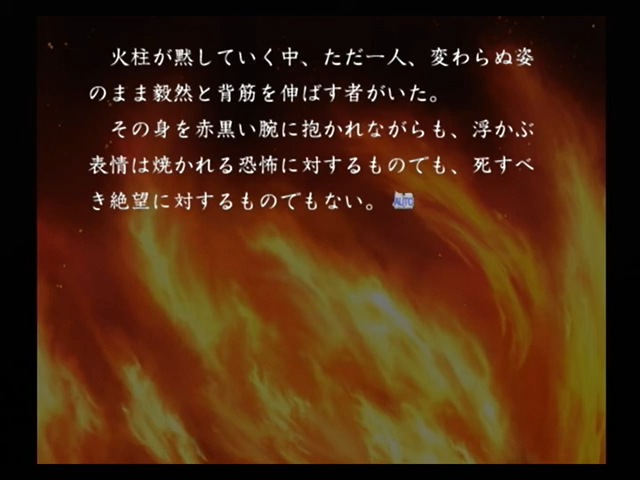 火柱が黙していく中、ただ一人、変わらぬ姿
のまま毅然と背筋を伸ばす者がいた。
　その身を赤黒い腕に抱かれながらも、浮かぶ
表情は焼かれる恐怖に対するものでも、死すべ
き絶望に対するものでもない。 AUTO